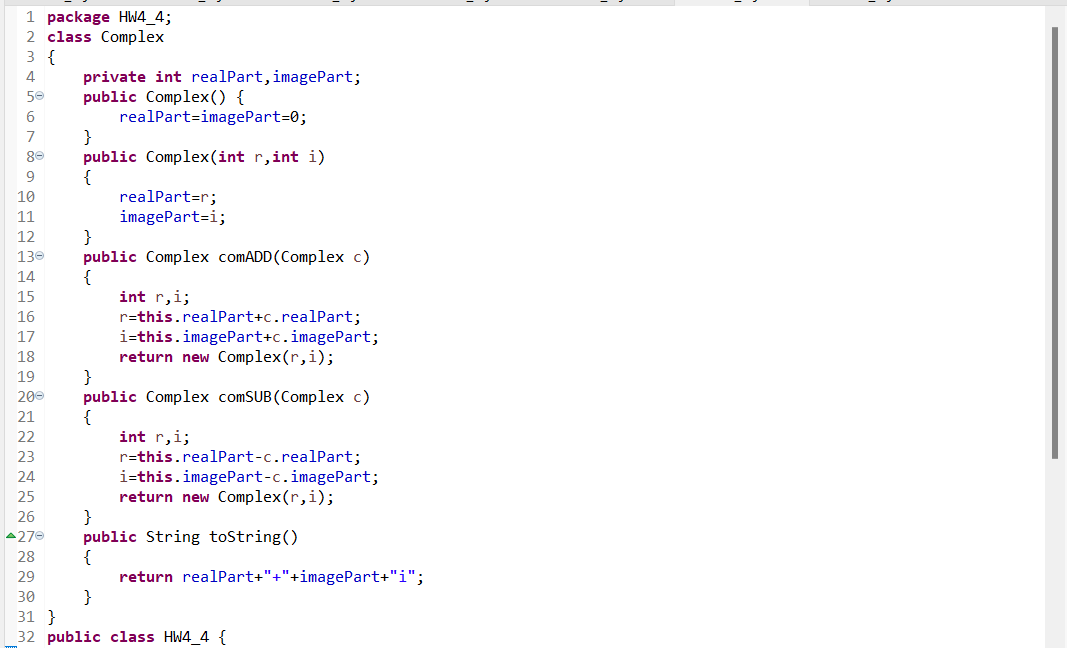 1 package HW4_4;
2 class Complex
3 {
4     private int realPart,imagePart;
5     public Complex() {
6         realPart=imagePart=0;
7     }
8     public Complex(int r,int i)
9     {
10         realPart=r;
11         imagePart=i;
12     }
13     public Complex comADD(Complex c)
14     {
15         int r,i;
16         r=this.realPart+c.realPart;
17         i=this.imagePart+c.imagePart;
18         return new Complex(r,i);
19     }
20     public Complex comSUB(Complex c)
21     {
22         int r,i;
23         r=this.realPart-c.realPart;
24         i=this.imagePart-c.imagePart;
25         return new Complex(r,i);
26     }
27     public String toString()
28     {
29         return realPart+"+"+imagePart+"i";
30     }
31 }
32 public class HW4_4 {